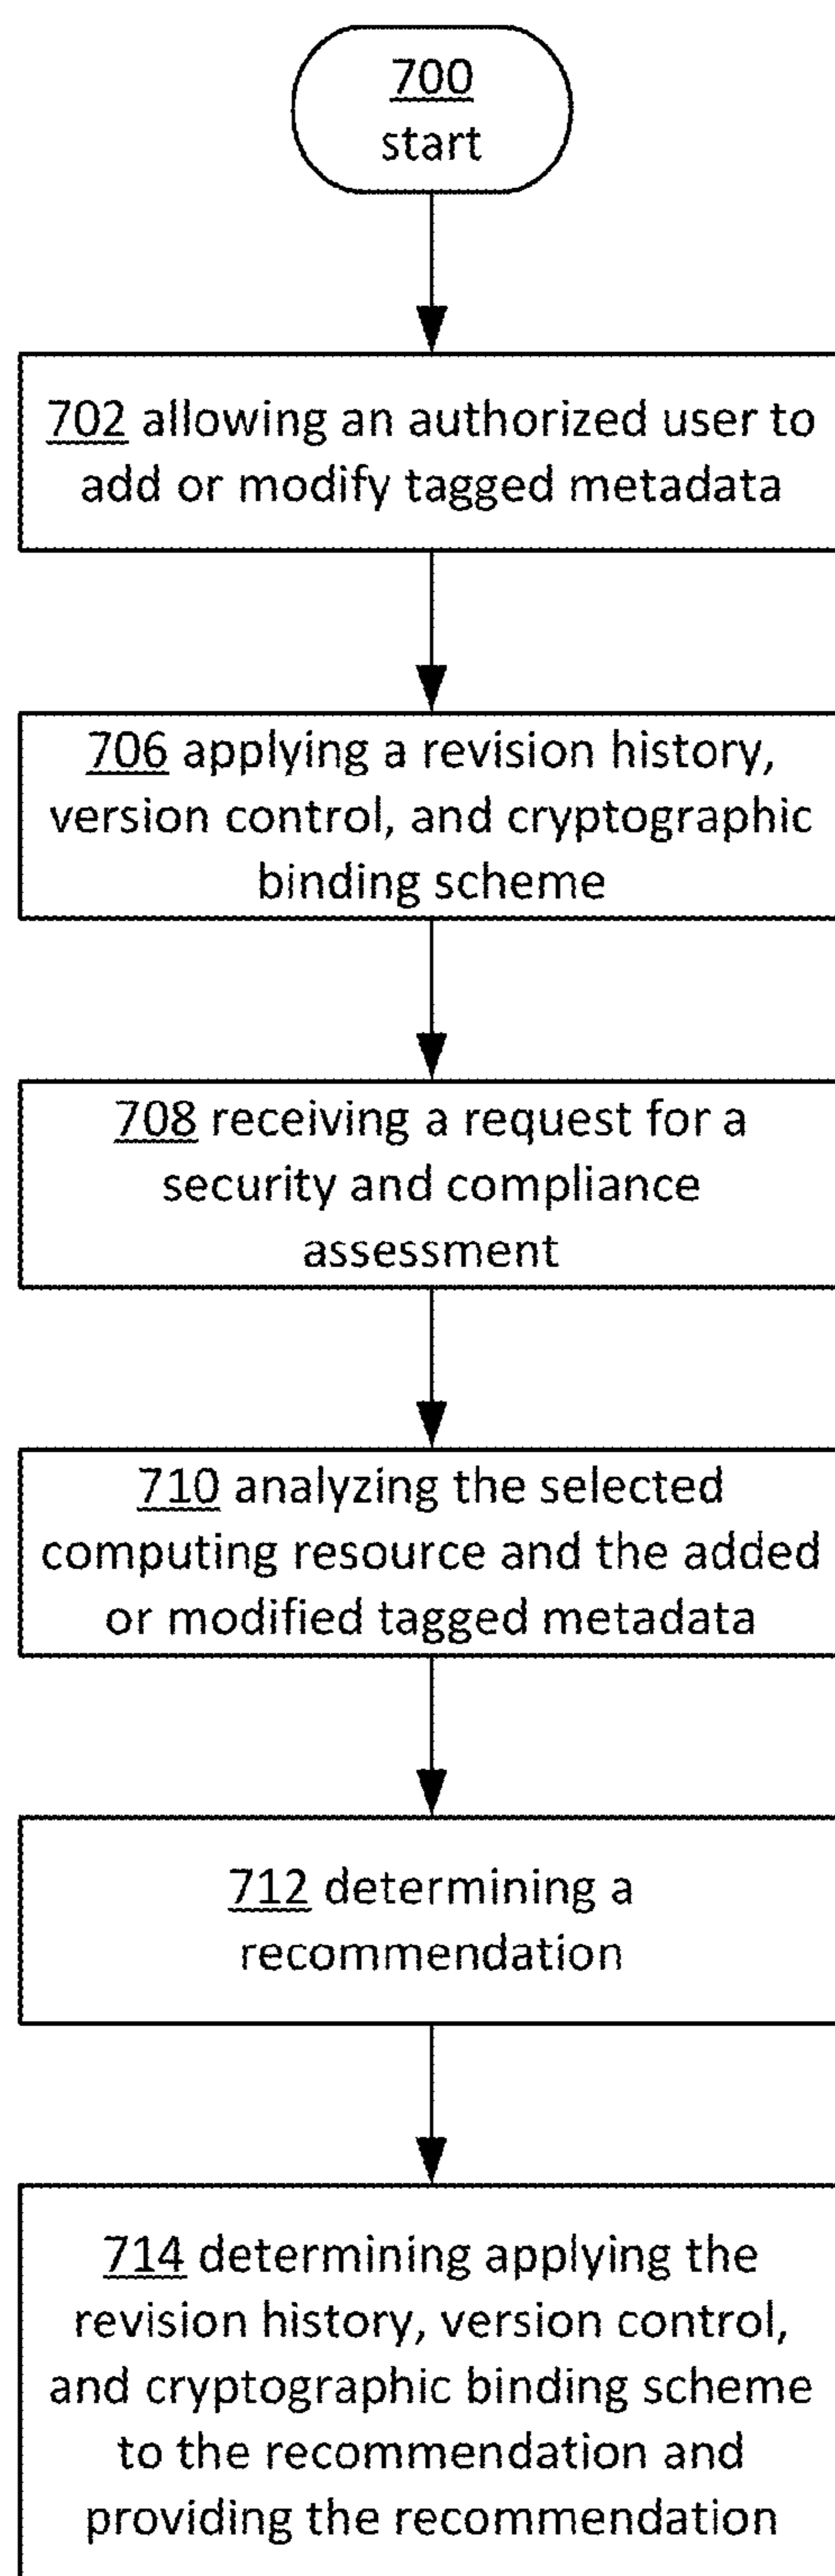 700
start
702 allowing an authorized user to
add or modify tagged metadata
706 applying a revision history,
version control, and cryptographic
binding scheme
708 receiving a request for a
security and compliance
assessment
710 analyzing the selected
computing resource and the added
or modified tagged metadata
712 determining a
recommendation
714 determining applying the
revision history, version control,
and cryptographic binding scheme
to the recommendation and
providing the recommendation